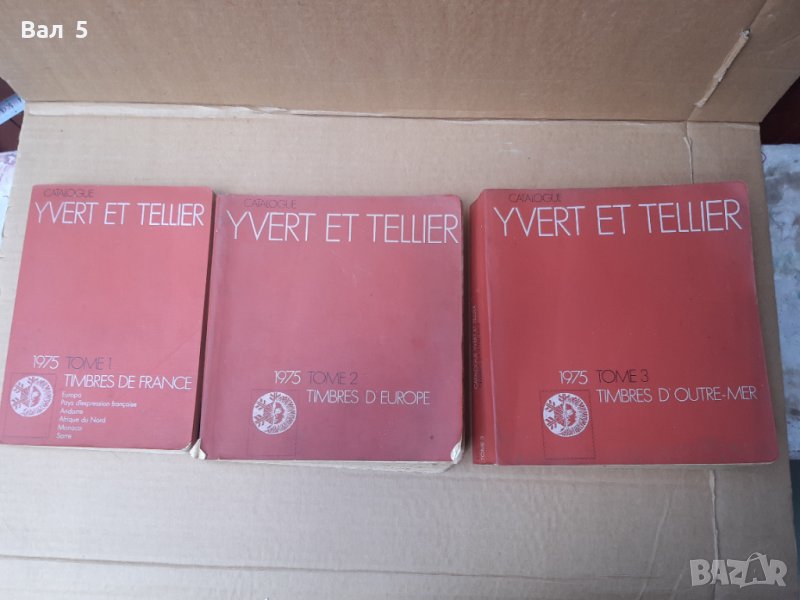 Вал 5
CATALOGUE
YVERT ET TELLIER
1975 TOME 1
TIMBRES DE FRANCE
Europa
Pays d'expression française
Andorre
Afrique du Nord
Monaco
Sarre
CATALOGUE
YVERT ET TELLIER
1975 TOME 2
TIMBRES D'EUROPE
CATALOGUE
YVERT ET TELLIER
1975 TOME 3
TIMBRES D'OUTRE-MER
TOME 3
BAZAR